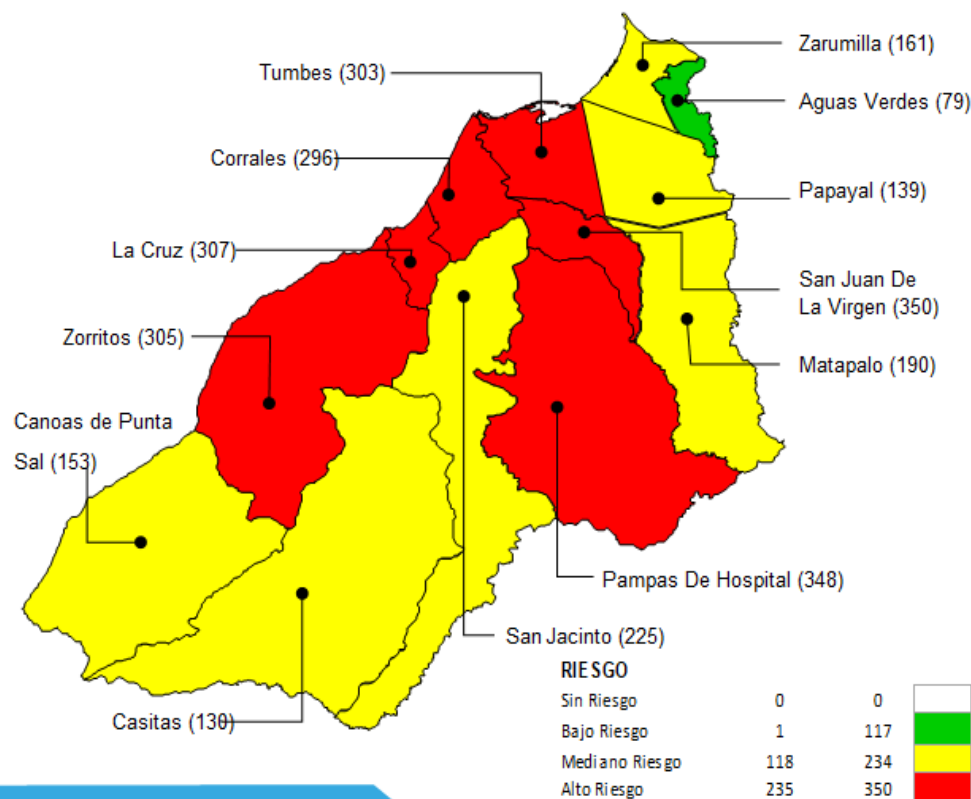 Zarumilla (161)
Tumbes (303)
Aguas Verdes (79)
Corrales (296)
Papayal (139)
La Cruz (307)
San Juan De
La Virgen (350)
Zorritos (305)
Matapalo (190)
Canoas de Punta
Sal (153)
Pampas De Hospital (348)
San Jacinto (225)
Casitas (130)
RIESGO
Sin Riesgo 0 0
Bajo Riesgo 1 117
Mediano Riesgo 118 234
Alto Riesgo 235 350